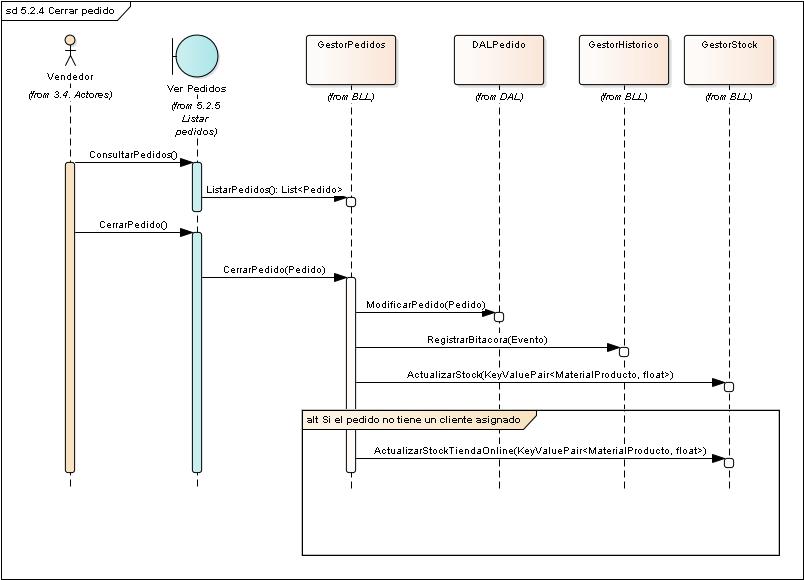 sd 5.2.4 Cerrar pedido
Vendedor
(from 3.4. Actores)
Ver Pedidos
(from 5.2.5
Listar
pedidos)
GestorPedidos
(from BLL)
DALPedido
(from DAL)
GestorHistorico
(from BLL)
GestorStock
(from BLL)
ConsultarPedidos()
ListarPedidos(): List<Pedido>
CerrarPedido()
CerrarPedido(Pedido)
ModificarPedido(Pedido)
RegistrarBitacora(Evento)
ActualizarStock(KeyValuePair<MaterialProducto, float>)
alt Si el pedido no tiene un cliente asignado
ActualizarStockTiendaOnline(KeyValuePair<MaterialProducto, float>)